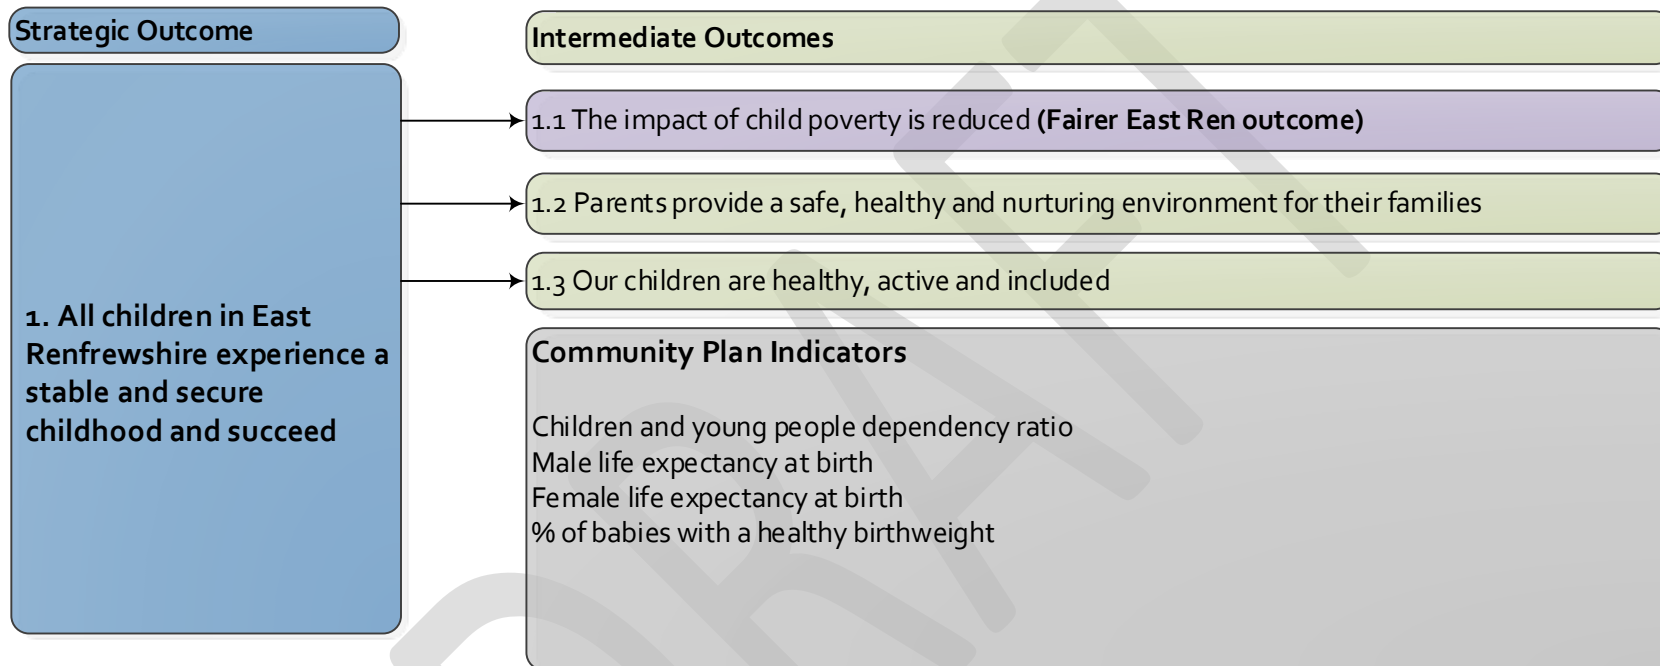 Strategic Outcome
1. All children in East
Renfrewshire experience a
stable and secure
childhood and succeed
Intermediate Outcomes
1.1 The impact of child poverty is reduced (Fairer East Ren outcome)
1.2 Parents provide a safe, healthy and nurturing environment for their families
1.3 Our children are healthy, active and included
Community Plan Indicators
Children and young people dependency ratio
Male life expectancy at birth
Female life expectancy at birth
% of babies with a healthy birthweight
DRAFT